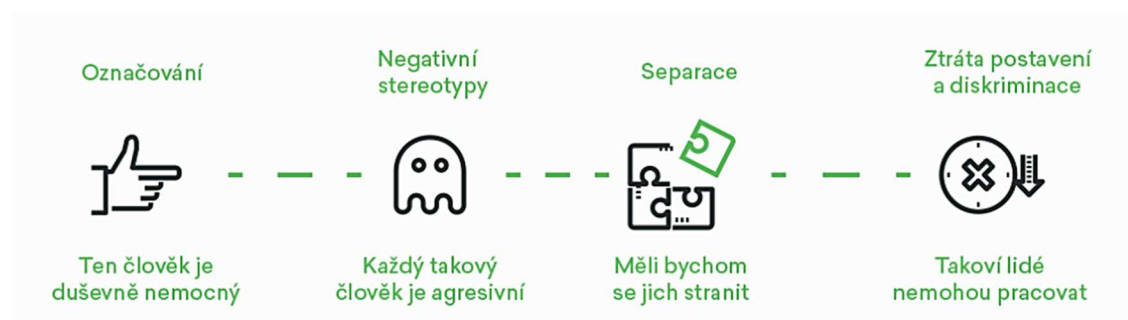 Označování
Negativní
stereotypy
Separace
Ztráta postavení
a diskriminace
Ten člověk je
duševně nemocný
Každý takový
člověk je agresivní
Měli bychom
se jich stranit
Takoví lidé
nemohou pracovat